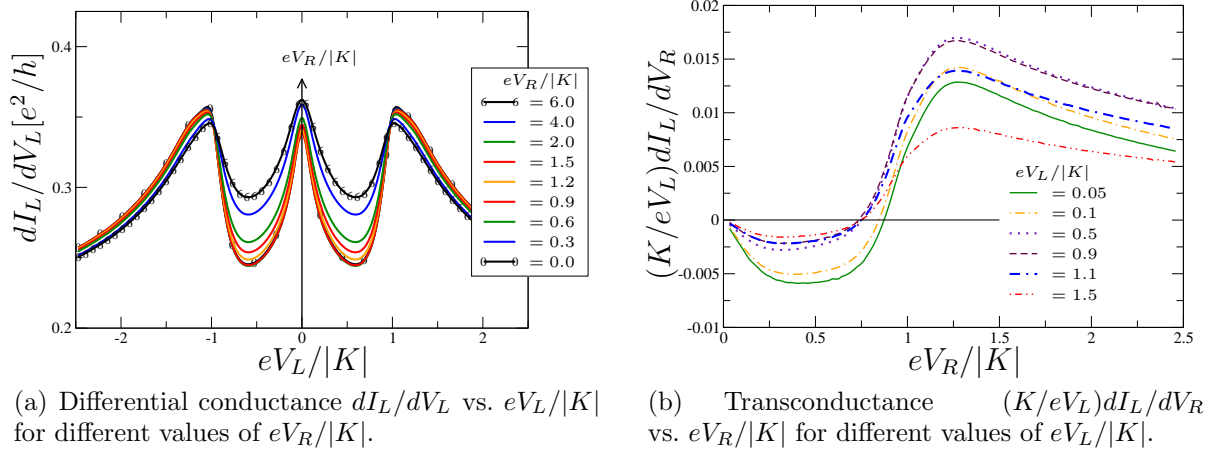 0.4
0.3
0.2
dI_L/dV_L [e^2/h]
-2
-1
0
1
2
eV_L/|K|
eV_R/|K|
eV_R/|K|
6 6 = 6.0
= 4.0
= 2.0
= 1.5
= 1.2
= 0.9
= 0.6
= 0.3
0 0 = 0.0
(a) Differential conductance dI_L/dV_L vs. eV_L/|K|
for different values of eV_R/|K|.
0.02
0.015
0.01
0.005
0
-0.005
-0.01
(K/eV_L)dI_L/dV_R
0
0.5
1
1.5
2
2.5
eV_R/|K|
eV_L/|K|
= 0.05
= 0.1
= 0.5
= 0.9
= 1.1
= 1.5
(b) Transconductance (K/eV_L)dI_L/dV_R
vs. eV_R/|K| for different values of eV_L/|K|.